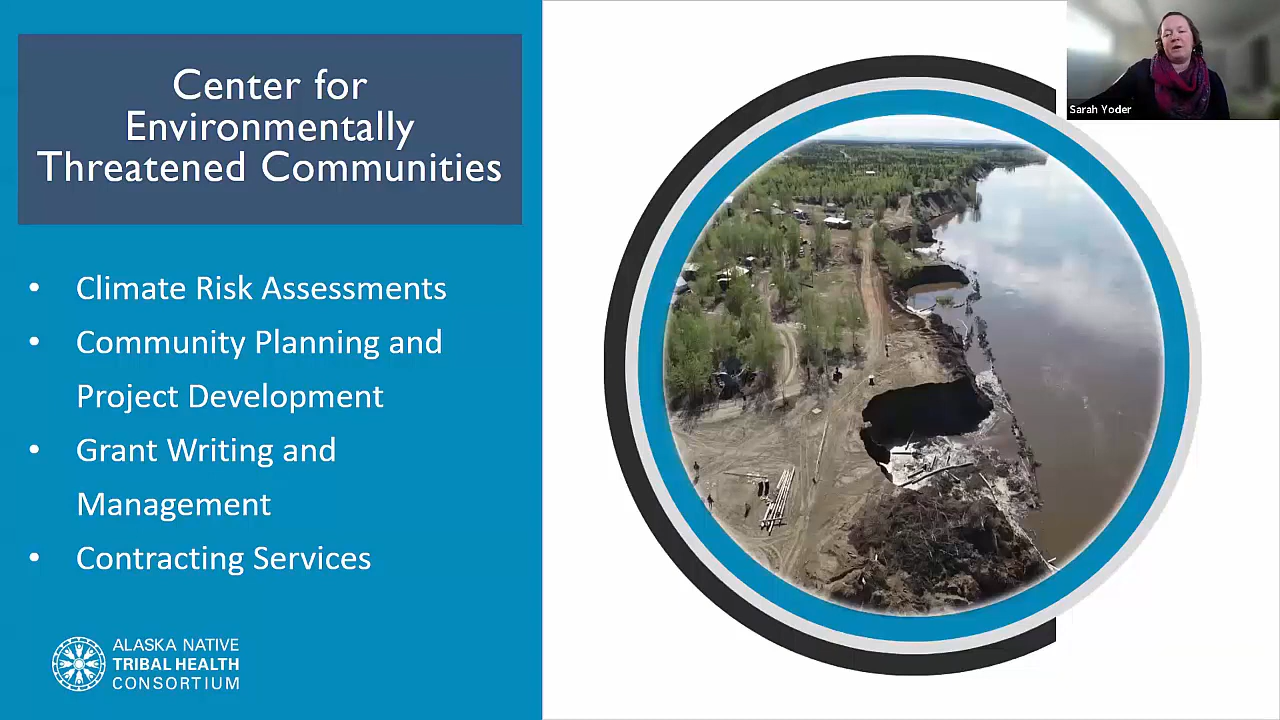 Center for
Environmentally
Threatened Communities
• Climate Risk Assessments
• Community Planning and
Project Development
• Grant Writing and
Management
• Contracting Services
ALASKA NATIVE
TRIBAL HEALTH
CONSORTIUM
Sarah Yoder